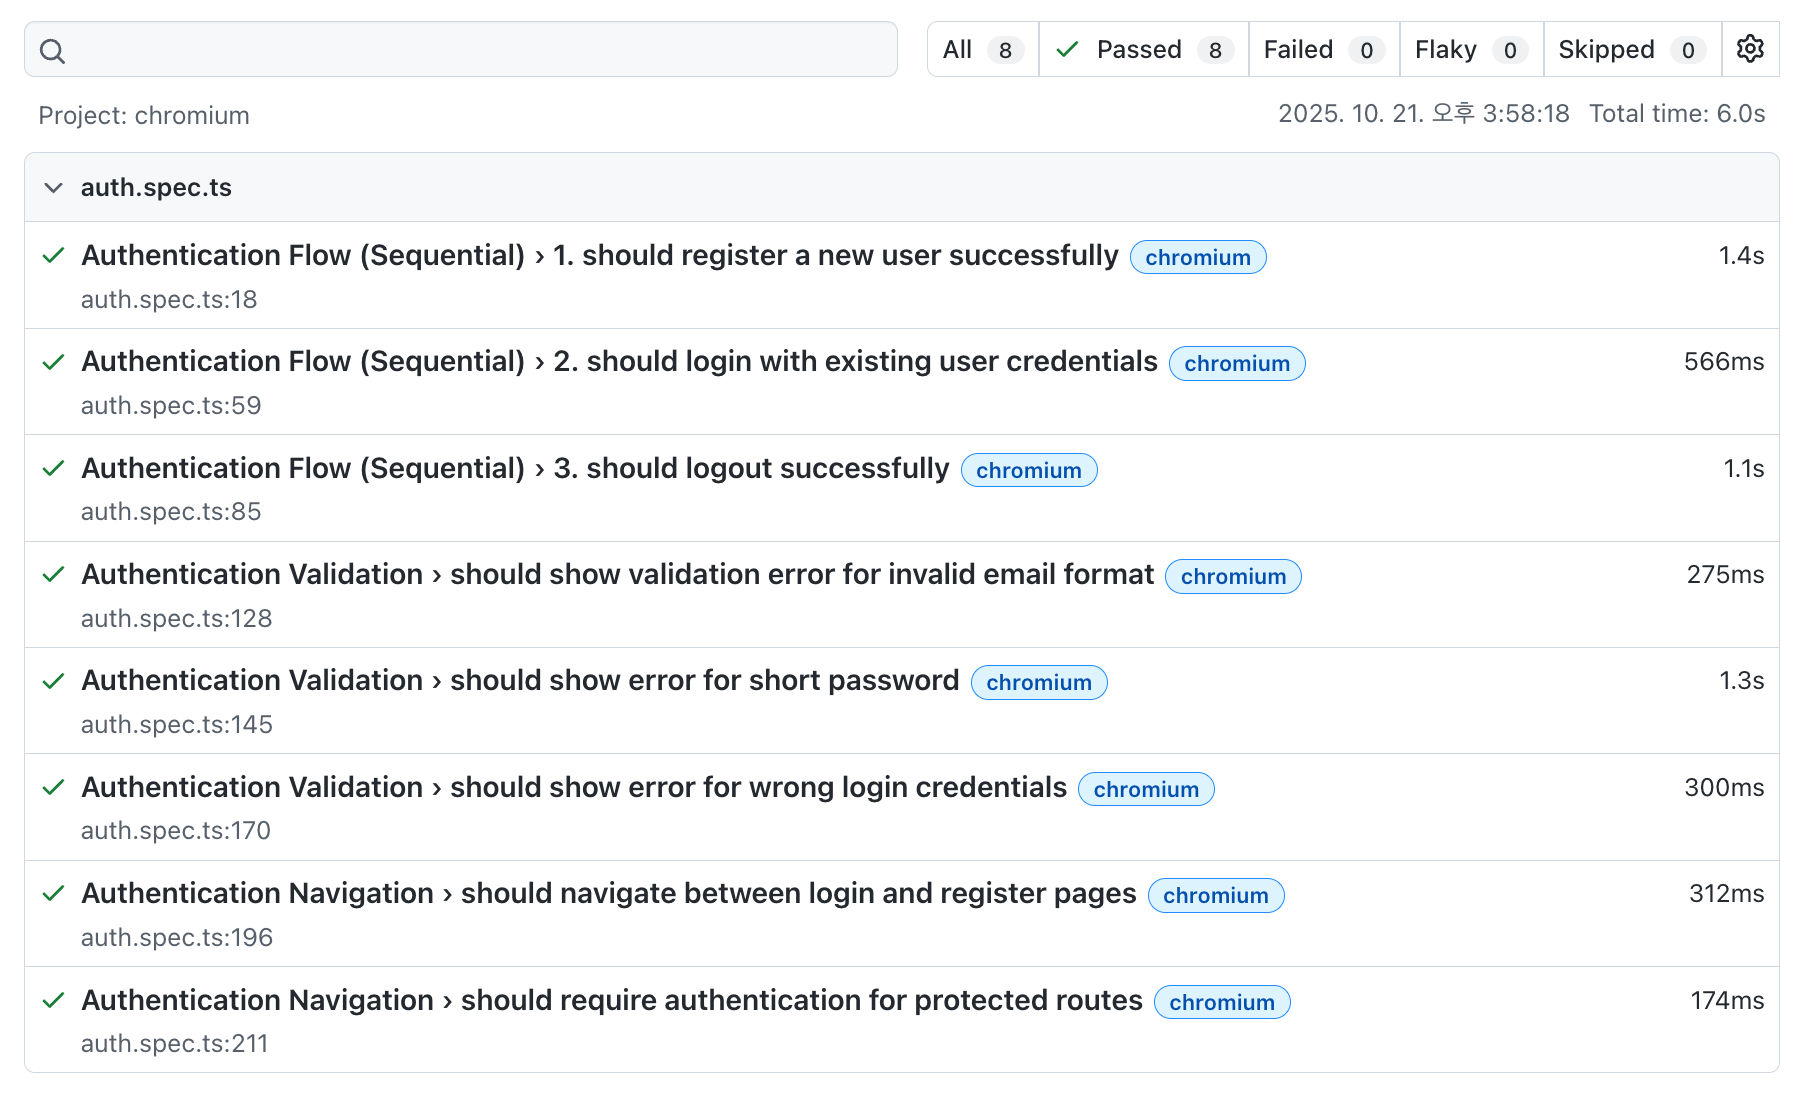 All 8 Passed 8 Failed 0 Flaky 0 Skipped 0
Project: chromium
2025. 10. 21. 오후 3:58:18 Total time: 6.0s
auth.spec.ts
Authentication Flow (Sequential) › 1. should register a new user successfully chromium 1.4s
auth.spec.ts:18
Authentication Flow (Sequential) › 2. should login with existing user credentials chromium 566ms
auth.spec.ts:59
Authentication Flow (Sequential) › 3. should logout successfully chromium 1.1s
auth.spec.ts:85
Authentication Validation › should show validation error for invalid email format chromium 275ms
auth.spec.ts:128
Authentication Validation › should show error for short password chromium 1.3s
auth.spec.ts:145
Authentication Validation › should show error for wrong login credentials chromium 300ms
auth.spec.ts:170
Authentication Navigation › should navigate between login and register pages chromium 312ms
auth.spec.ts:196
Authentication Navigation › should require authentication for protected routes chromium 174ms
auth.spec.ts:211